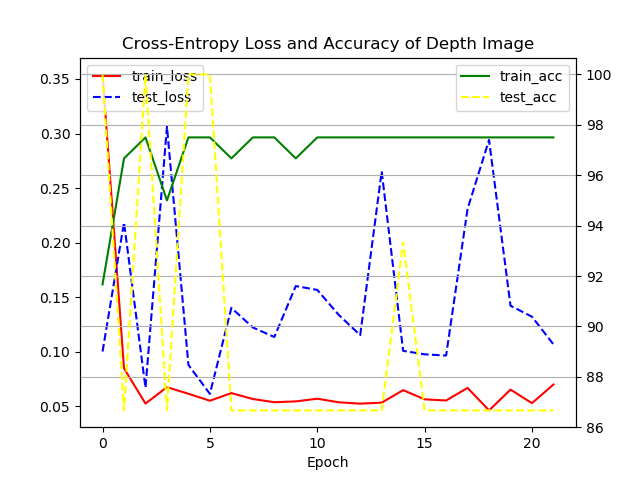 Cross-Entropy Loss and Accuracy of Depth Image
train_loss
test_loss
train_acc
test_acc
0.35
0.30
0.25
0.20
0.15
0.10
0.05
100
98
96
94
92
90
88
86
0 5 10 15 20
Epoch